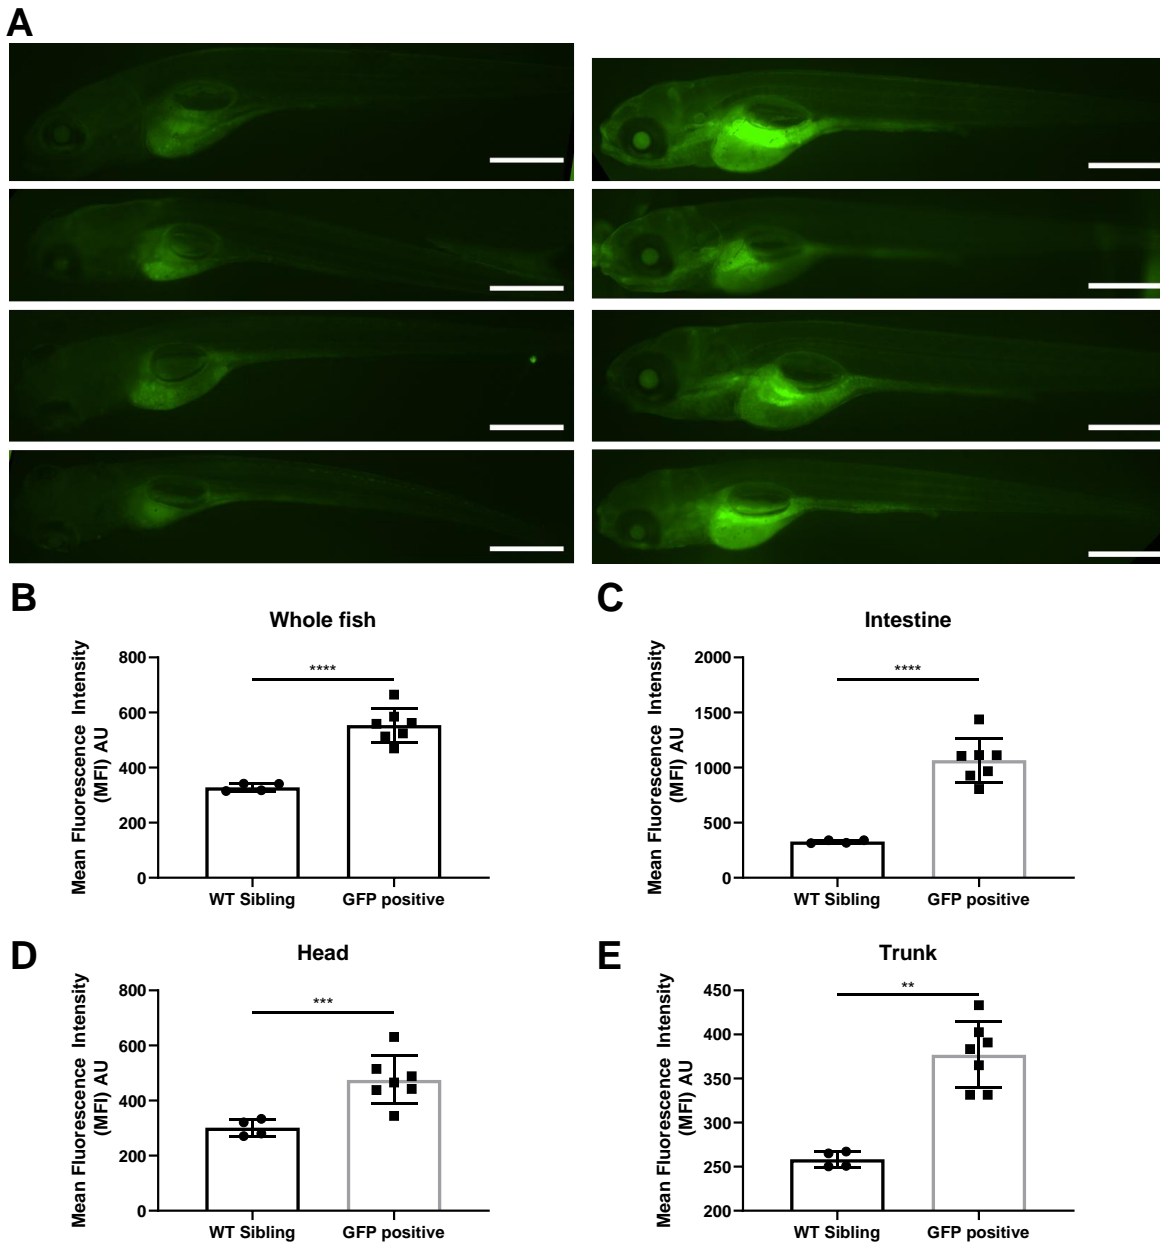 A
B
Whole fish
Mean Fluorescence Intensity
(MFI) AU
800
600
400
200
0
****
WT Sibling
GFP positive
C
Intestine
Mean Fluorescence Intensity
(MFI) AU
2000
1500
1000
500
0
****
WT Sibling
GFP positive
D
Head
Mean Fluorescence Intensity
(MFI) AU
800
600
400
200
0
***
WT Sibling
GFP positive
E
Trunk
Mean Fluorescence Intensity
(MFI) AU
450
400
350
300
250
200
**
WT Sibling
GFP positive